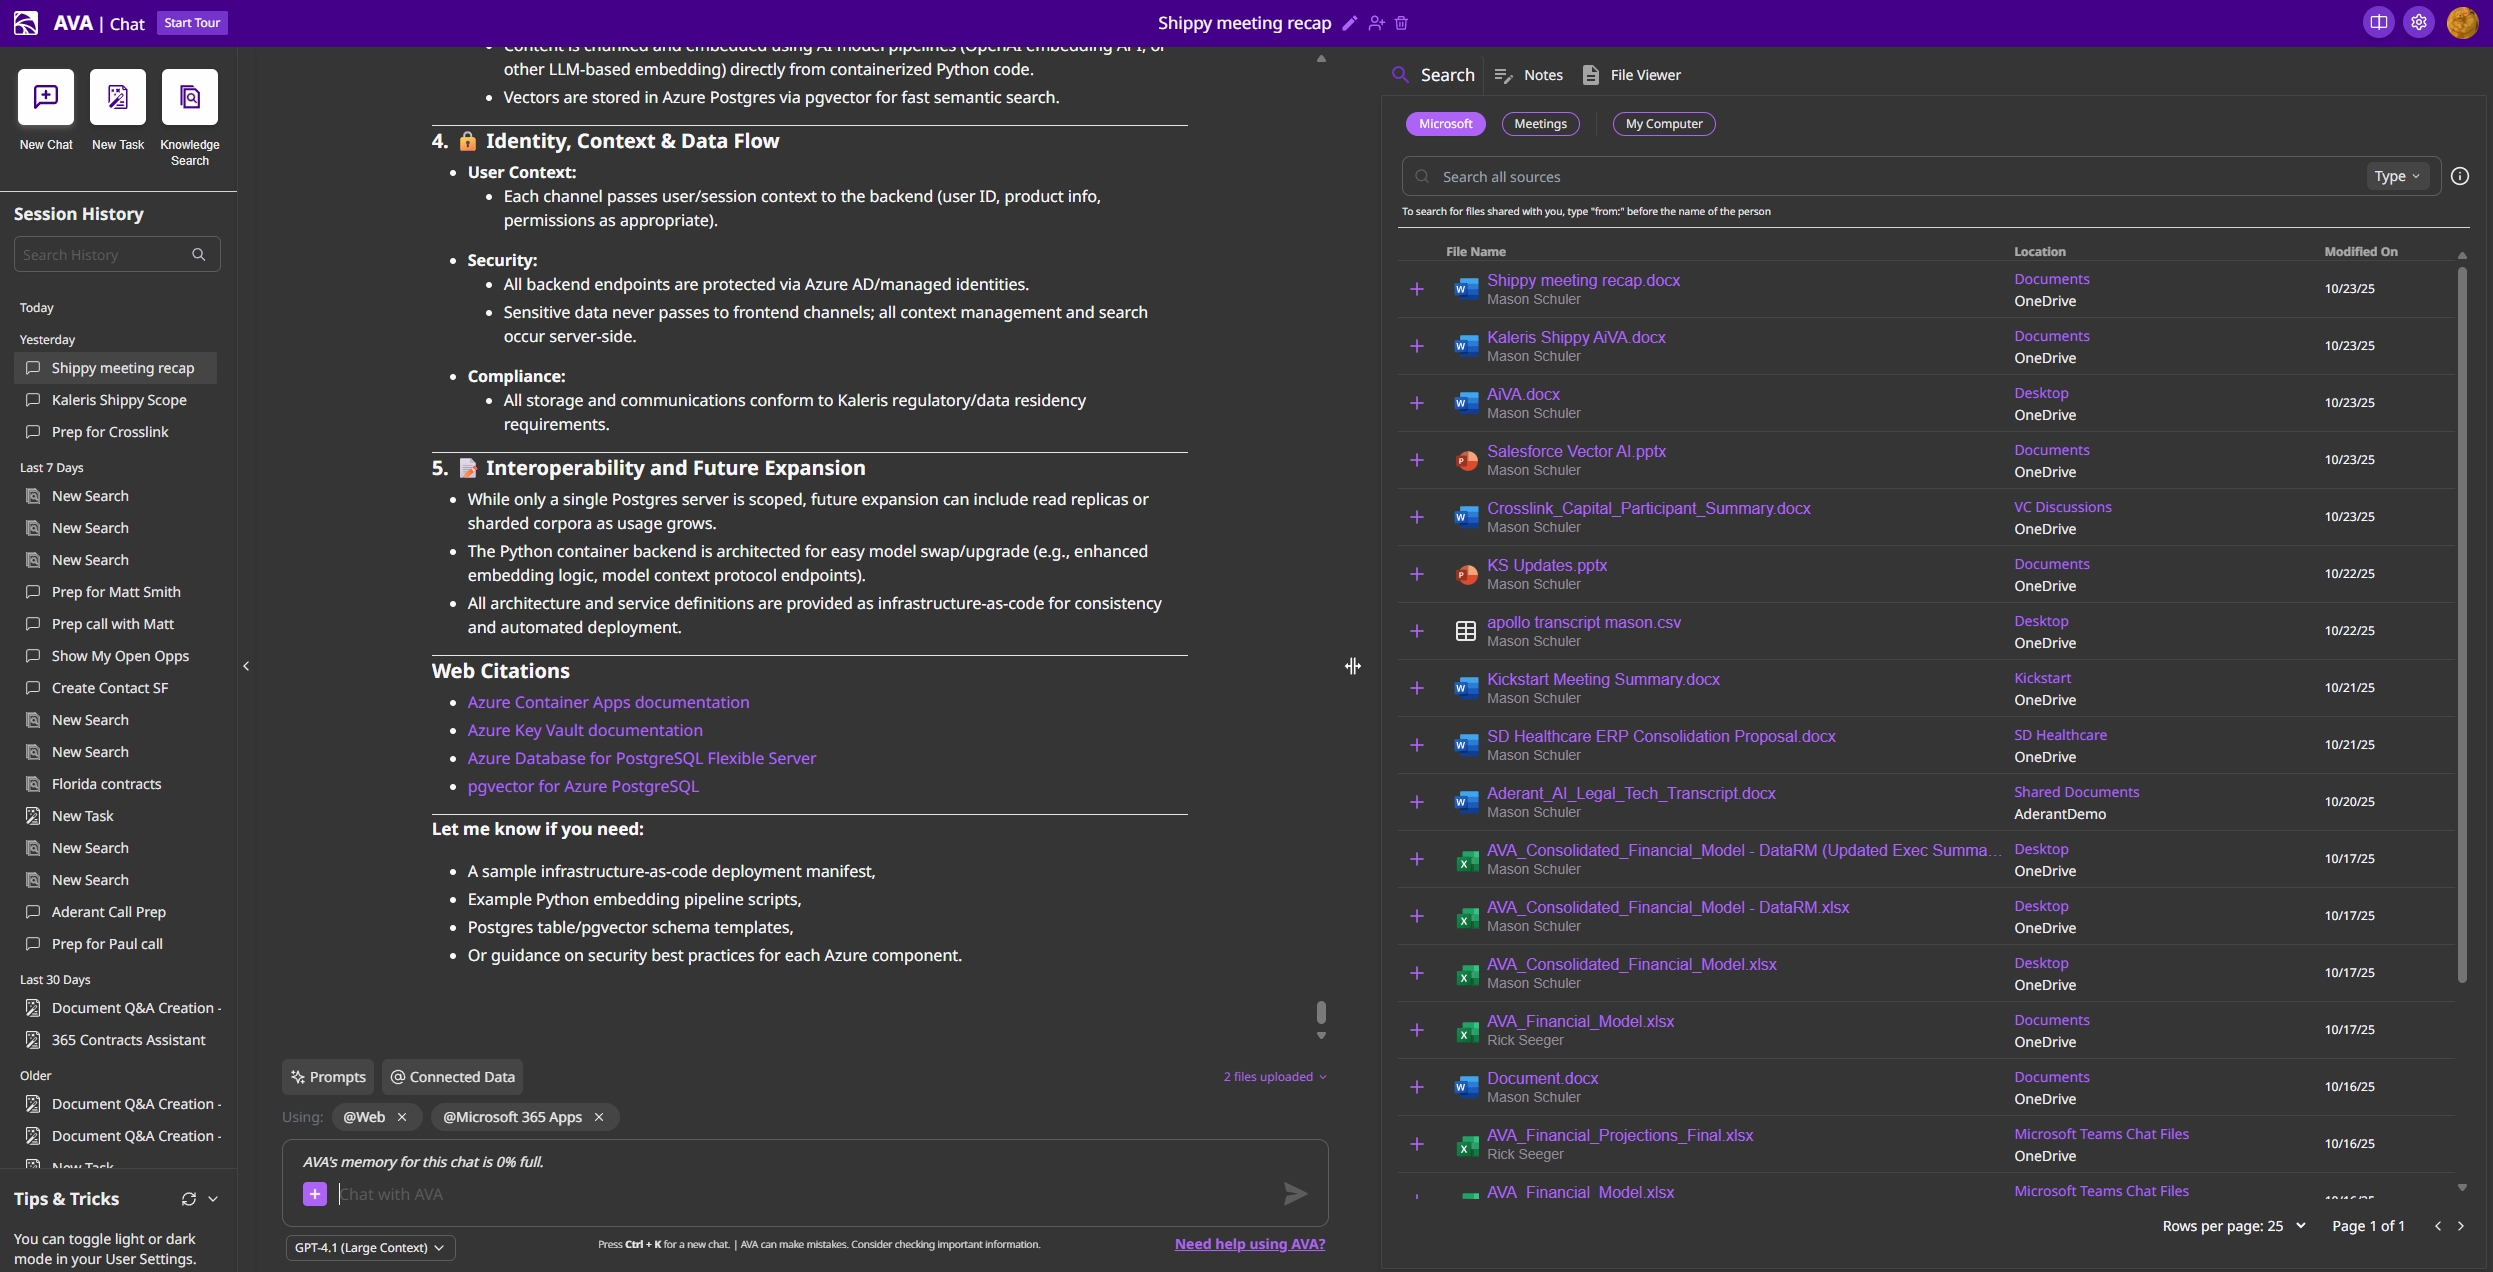 AVA | Chat
Start Tour
Shippy meeting recap
New Chat
New Task
Knowledge Search
Session History
Search History
Today
Yesterday
Shippy meeting recap
Kaleris Shippy Scope
Prep for Crosslink
Last 7 Days
New Search
New Search
New Search
Prep for Matt Smith
Prep call with Matt
Show My Open Opps
Create Contact SF
New Search
New Search
Florida contracts
New Task
New Search
New Search
Aderant Call Prep
Prep for Paul call
Last 30 Days
Document Q&A Creation -
365 Contracts Assistant
Older
Document Q&A Creation -
Document Q&A Creation -
New Task
Tips & Tricks
You can toggle light or dark
mode in your User Settings.
Content is chunked and embedded using AI model pipelines (OpenAI embedding API, or
other LLM-based embedding) directly from containerized Python code.
Vectors are stored in Azure Postgres via pgvector for fast semantic search.
4. 🔒 Identity, Context & Data Flow
User Context:
Each channel passes user/session context to the backend (user ID, product info,
permissions as appropriate).
Security:
All backend endpoints are protected via Azure AD/managed identities.
Sensitive data never passes to frontend channels; all context management and search
occur server-side.
Compliance:
All storage and communications conform to Kaleris regulatory/data residency
requirements.
5. 📝 Interoperability and Future Expansion
While only a single Postgres server is scoped, future expansion can include read replicas or
sharded corpora as usage grows.
The Python container backend is architected for easy model swap/upgrade (e.g., enhanced
embedding logic, model context protocol endpoints).
All architecture and service definitions are provided as infrastructure-as-code for consistency
and automated deployment.
Web Citations
Azure Container Apps documentation
Azure Key Vault documentation
Azure Database for PostgreSQL Flexible Server
pgvector for Azure PostgreSQL
Let me know if you need:
A sample infrastructure-as-code deployment manifest,
Example Python embedding pipeline scripts,
Postgres table/pgvector schema templates,
Or guidance on security best practices for each Azure component.
Prompts
@ Connected Data
2 files uploaded
Using: @Web × @Microsoft 365 Apps ×
AVA's memory for this chat is 0% full.
Chat with AVA
GPT-4.1 (Large Context)
Press Ctrl + K for a new chat. | AVA can make mistakes. Consider checking important information.
Need help using AVA?
Search
Notes
File Viewer
Microsoft
Meetings
My Computer
Search all sources
Type
To search for files shared with you, type "from:" before the name of the person
File Name Location Modified On
Shippy meeting recap.docx Documents
Mason Schuler OneDrive 10/23/25
Kaleris Shippy AiVA.docx Documents
Mason Schuler OneDrive 10/23/25
AiVA.docx Desktop
Mason Schuler OneDrive 10/23/25
Salesforce Vector AI.pptx Documents
Mason Schuler OneDrive 10/23/25
Crosslink_Capital_Participant_Summary.docx VC Discussions
Mason Schuler OneDrive 10/23/25
KS Updates.pptx Documents
Mason Schuler OneDrive 10/22/25
apollo transcript mason.csv Desktop
Mason Schuler OneDrive 10/22/25
Kickstart Meeting Summary.docx Kickstart
Mason Schuler OneDrive 10/21/25
SD Healthcare ERP Consolidation Proposal.docx SD Healthcare
Mason Schuler OneDrive 10/21/25
Aderant_AI_Legal_Tech_Transcript.docx Shared Documents
Mason Schuler AderantDemo 10/20/25
AVA_Consolidated_Financial_Model - DataRM (Updated Exec Summa... Desktop
Mason Schuler OneDrive 10/17/25
AVA_Consolidated_Financial_Model - DataRM.xlsx Desktop
Mason Schuler OneDrive 10/17/25
AVA_Consolidated_Financial_Model.xlsx Desktop
Mason Schuler OneDrive 10/17/25
AVA_Financial_Model.xlsx Documents
Rick Seeger OneDrive 10/17/25
Document.docx Documents
Mason Schuler OneDrive 10/16/25
AVA_Financial_Projections_Final.xlsx Microsoft Teams Chat Files
Rick Seeger OneDrive 10/16/25
AVA_Financial_Model.xlsx Microsoft Teams Chat Files
10/16/25
Rows per page: 25
Page 1 of 1